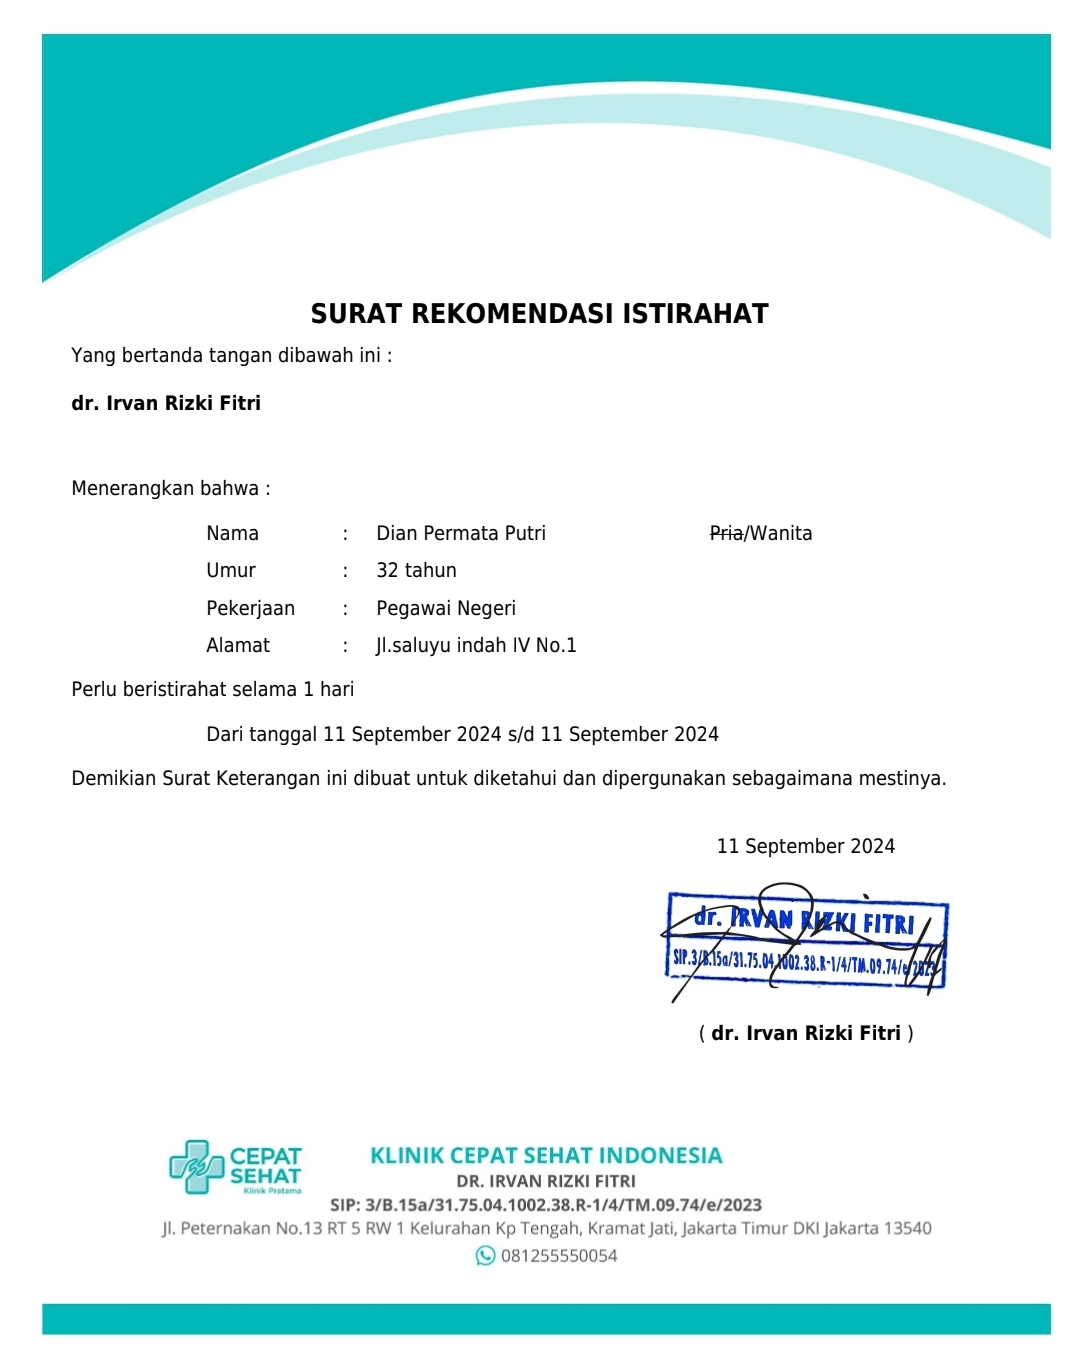 SURAT REKOMENDASI ISTIRAHAT
Yang bertanda tangan dibawah ini :
dr. Irvan Rizki Fitri
Menerangkan bahwa :
Nama : Dian Permata Putri Pria/Wanita
Umur : 32 tahun
Pekerjaan : Pegawai Negeri
Alamat : Jl.saluyu indah IV No.1
Perlu beristirahat selama 1 hari
Dari tanggal 11 September 2024 s/d 11 September 2024
Demikian Surat Keterangan ini dibuat untuk diketahui dan dipergunakan sebagaimana mestinya.
11 September 2024
dr. IRVAN RIZKI FITRI
SIP.3/B.15a/31.75.04.1002.38.R-1/4/TM.09.74/e/2023
( dr. Irvan Rizki Fitri )
CEPAT
SEHAT
Klinik Pratama
KLINIK CEPAT SEHAT INDONESIA
DR. IRVAN RIZKI FITRI
SIP: 3/B.15a/31.75.04.1002.38.R-1/4/TM.09.74/e/2023
Jl. Peternakan No.13 RT 5 RW 1 Kelurahan Kp Tengah, Kramat Jati, Jakarta Timur DKI Jakarta 13540
081255550054